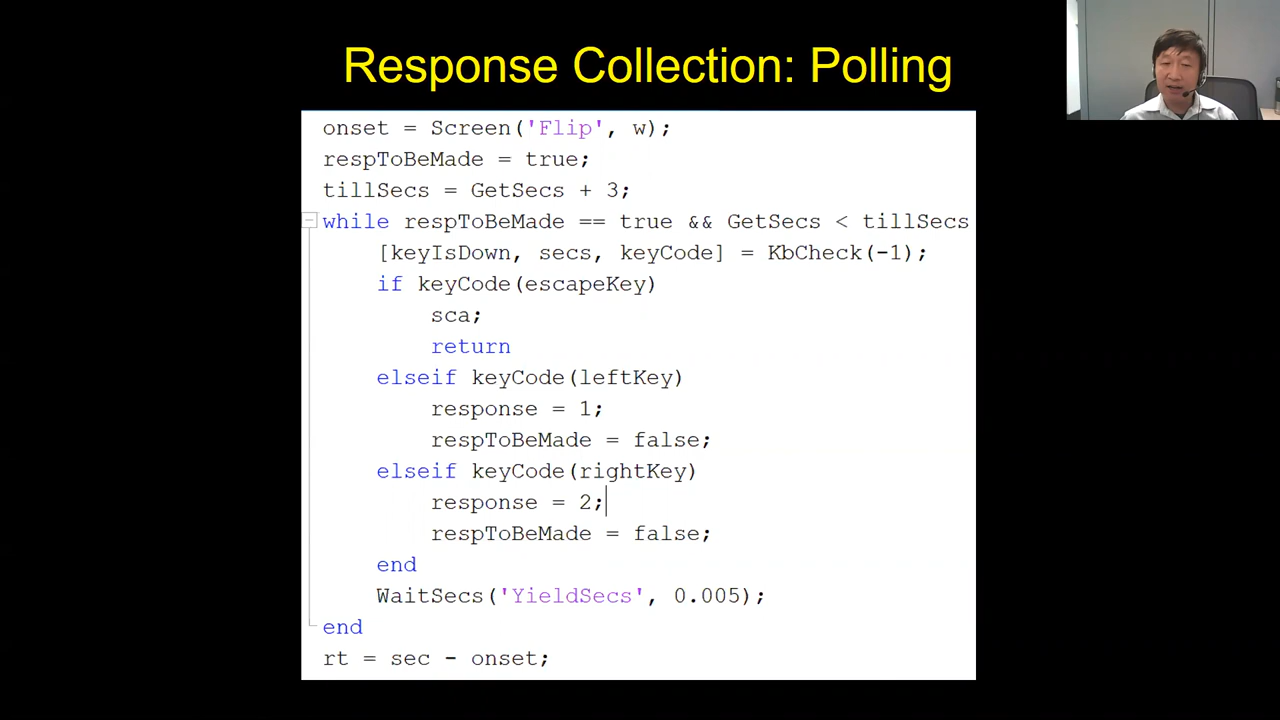 Response Collection: Polling
onset = Screen('Flip', w);
respToBeMade = true;
tillSecs = GetSecs + 3;
while respToBeMade == true && GetSecs < tillSecs
[keyIsDown, secs, keyCode] = KbCheck(-1);
if keyCode(escapeKey)
sca;
return
elseif keyCode(leftKey)
response = 1;
respToBeMade = false;
elseif keyCode(rightKey)
response = 2;
respToBeMade = false;
end
WaitSecs('YieldSecs', 0.005);
end
rt = sec - onset;